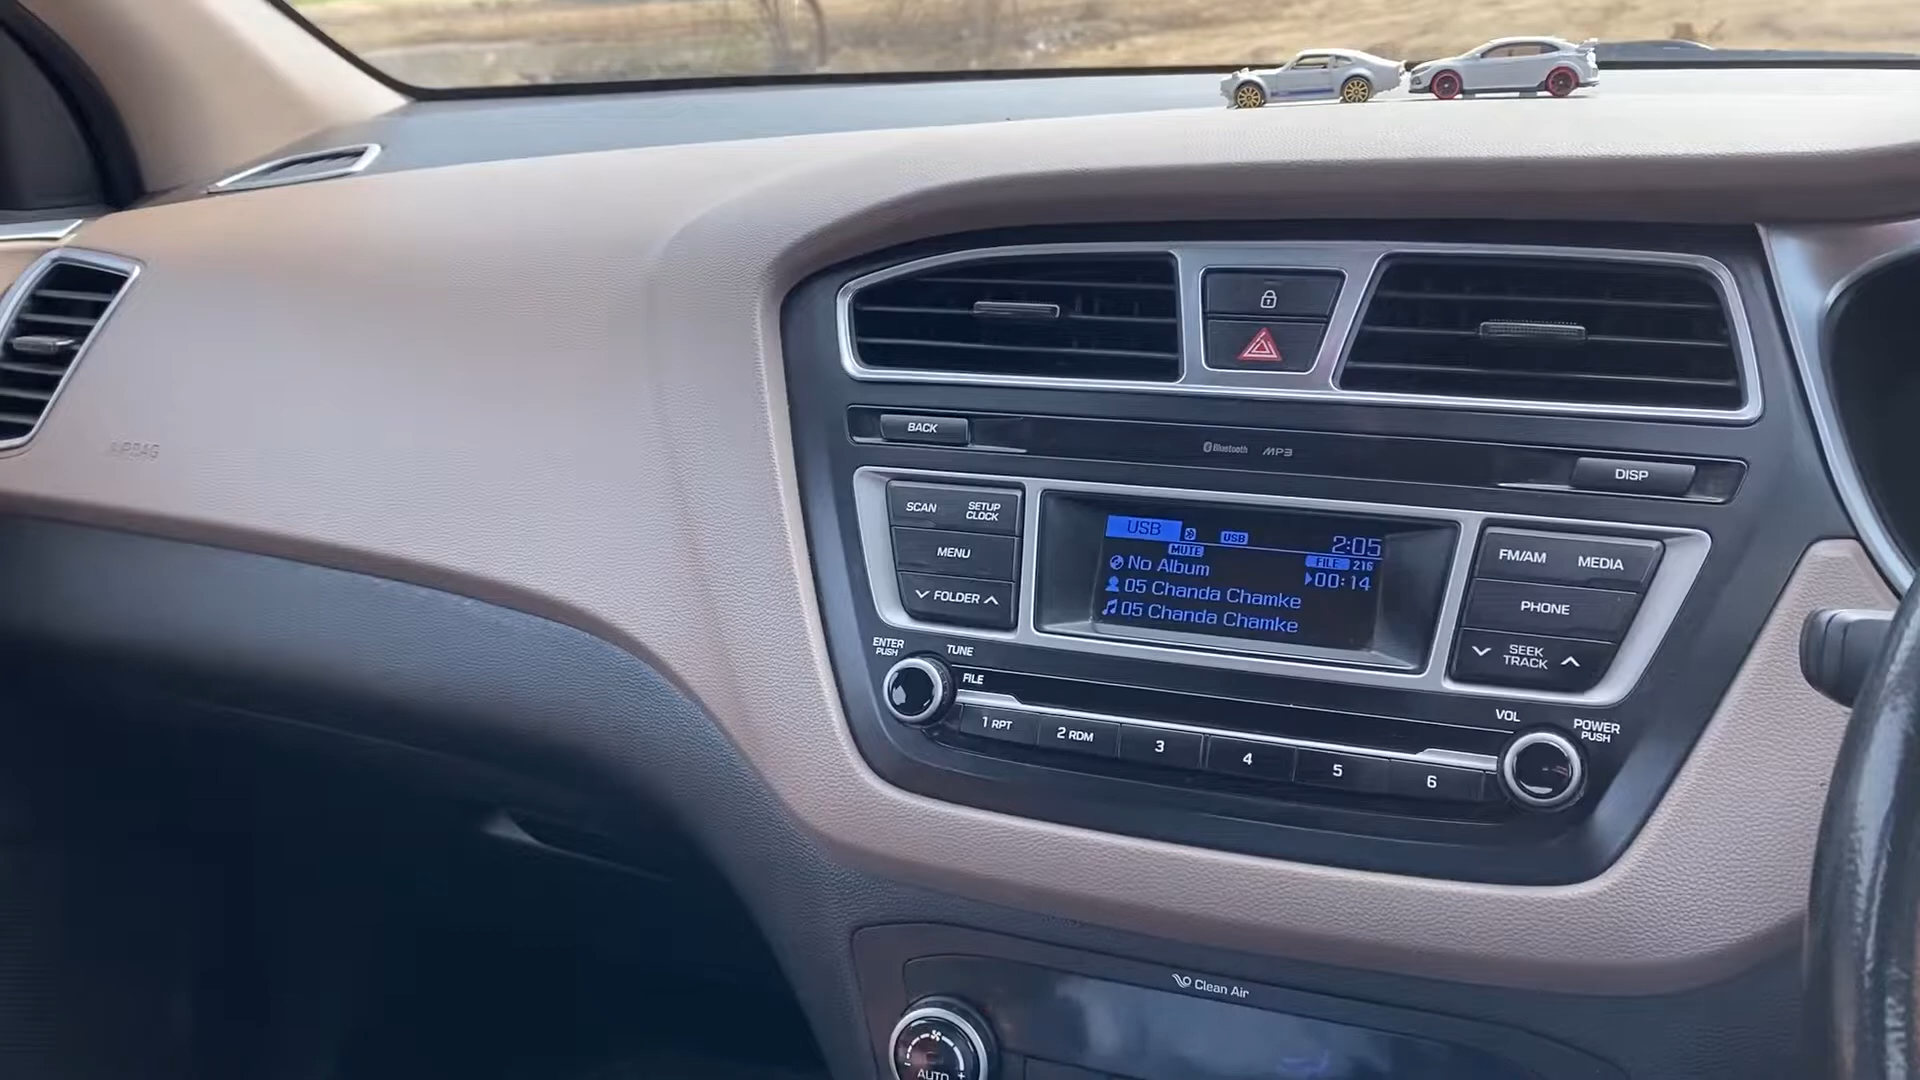 AIRBAG
BACK
Bluetooth
MP3
DISP
SCAN
SETUP
CLOCK
MENU
FOLDER
USB
USB
2:05
MUTE
FILE 216
No Album
00:14
05 Chanda Chamke
05 Chanda Chamke
FM/AM
MEDIA
PHONE
SEEK
TRACK
ENTER
PUSH
TUNE
FILE
1 RPT
2 RDM
3
4
5
6
VOL
POWER
PUSH
Clean Air
AUTO